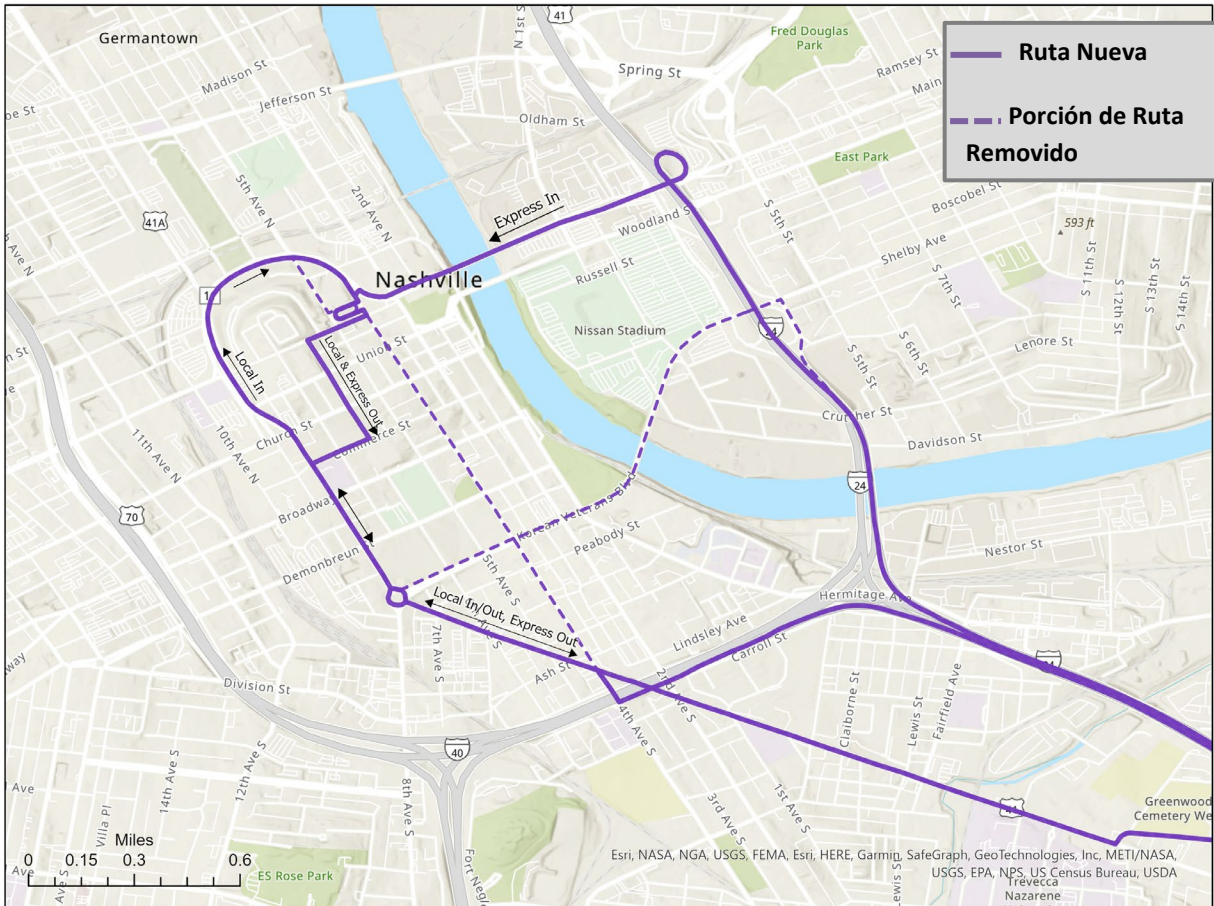 Ruta Nueva
Porción de Ruta
Removido
Germantown
Madison St
Jefferson St
5th Ave N
2nd Ave N
41A
N 1st S
41
Spring St
Oldham St
Fred Douglas
Park
Ramsey St
Main
East Park
Boscobel St
593 ft
Shelby Ave
S 5th St
S 7th St
S 11th St
S 12th St
S 13th St
S 14th St
Express In
Woodland S
Russell St
Nashville
Nissan Stadium
24
S 5th St
S 6th St
Lenore St
Crutcher St
Davidson St
24
Nestor St
1
Local In
Union St
Local & Express Out
Church St
Commerce St
11th Ave N
10th Ave N
70
Broadway
Demonbreun
Korean Veterans Blvd
Peabody St
5th Ave S
Hermitage Ave
Lindsley Ave
Carroll St
24
Local In/Out, Express Out
7th Ave S
Ash St
2nd Ave S
4th Ave S
Division St
Claiborne St
Lewis St
Fairfield Ave
40
14th Ave S
12th Ave S
8th Ave S
3rd Ave S
1st Ave S
41
Greenwood
Cemetery We
Villa Pl
Miles
0 0.15 0.3 0.6
ES Rose Park
Fort Negle
Esri, NASA, NGA, USGS, FEMA, Esri, HERE, Garmin, SafeGraph, GeoTechnologies, Inc, METI/NASA,
USGS, EPA, NPS, US Census Bureau, USDA
Trevecca
Nazarene